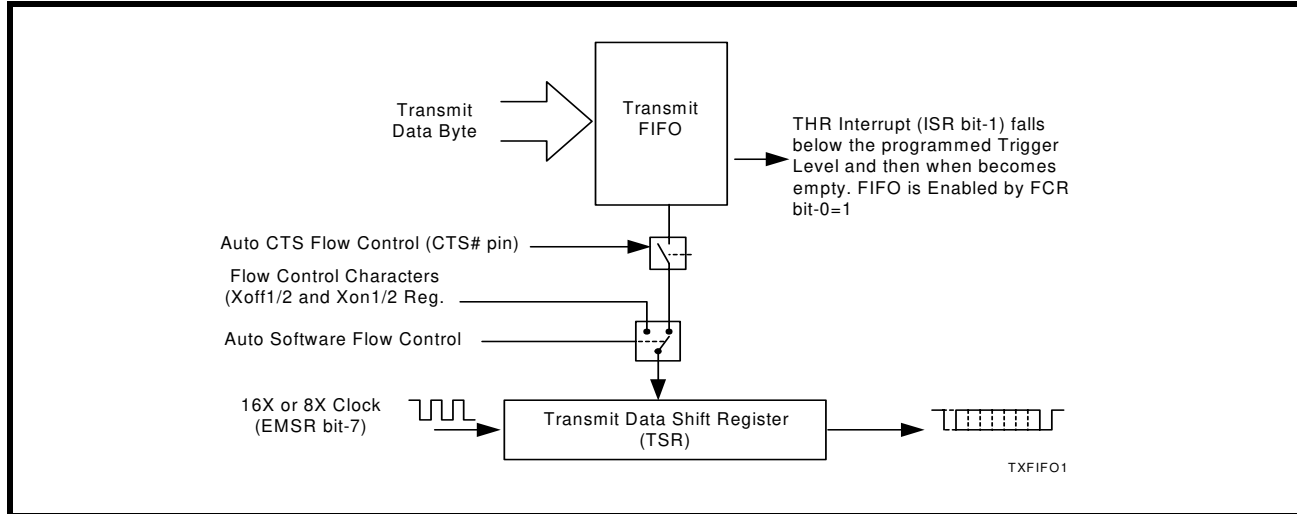 Transmit
Data Byte
Transmit
FIFO
THR Interrupt (ISR bit-1) falls
below the programmed Trigger
Level and then when becomes
empty. FIFO is Enabled by FCR
bit-0=1
Auto CTS Flow Control (CTS# pin)
Flow Control Characters
(Xoff1/2 and Xon1/2 Reg.
Auto Software Flow Control
16X or 8X Clock
(EMSR bit-7)
Transmit Data Shift Register
(TSR)
TXFIFO1